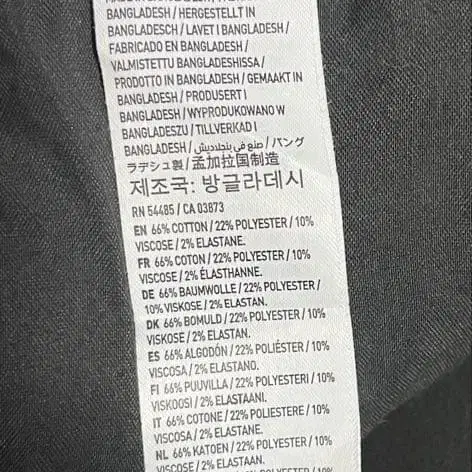 BANGLADESH / HERGESTELLT IN
BANGLADESCH / LAVET I BANGLADESH /
FABRICADO EN BANGLADESH /
VALMISTETTU BANGLADESHISSA /
PRODOTTO IN BANGLADESH / GEMAAKT IN
BANGLADESH / PRODUSERT I
BANGLADESH / WYPRODUKOWANO W
BANGLADESZU / TILLVERKAD I
BANGLADESH / صنع في بنجلاديش / バング
ラデシュ製 / 孟加拉国制造
제조국: 방글라데시
RN 54485 / CA 03873
EN 66% COTTON / 22% POLYESTER / 10%
VISCOSE / 2% ELASTANE.
FR 66% COTON / 22% POLYESTER / 10%
VISCOSE / 2% ÉLASTHANNE.
DE 66% BAUMWOLLE / 22% POLYESTER /
10% VISKOSE / 2% ELASTAN.
DK 66% BOMULD / 22% POLYESTER / 10%
VISKOSE / 2% ELASTAN.
ES 66% ALGODÓN / 22% POLIÉSTER / 10%
VISCOSA / 2% ELASTANO.
FI 66% PUUVILLA / 22% POLYESTERI / 10%
VISKOOSI / 2% ELASTAANI.
IT 66% COTONE / 22% POLIESTERE / 10%
VISCOSA / 2% ELASTANE.
NL 66% KATOEN / 22% POLYESTER / 10%
VISCOSE / 2% ELASTAAN.